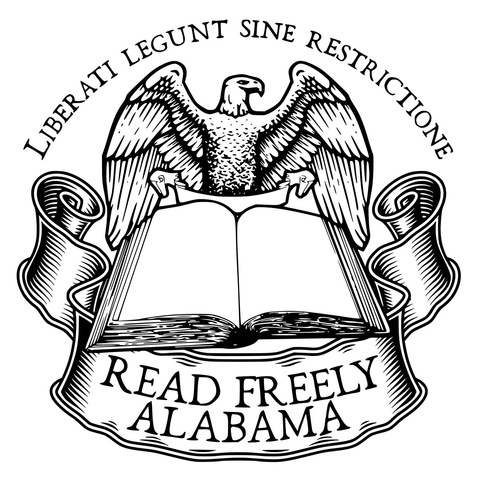 LIBERATI LEGUNT SINE RESTRICTIONE
READ FREELY
ALABAMA